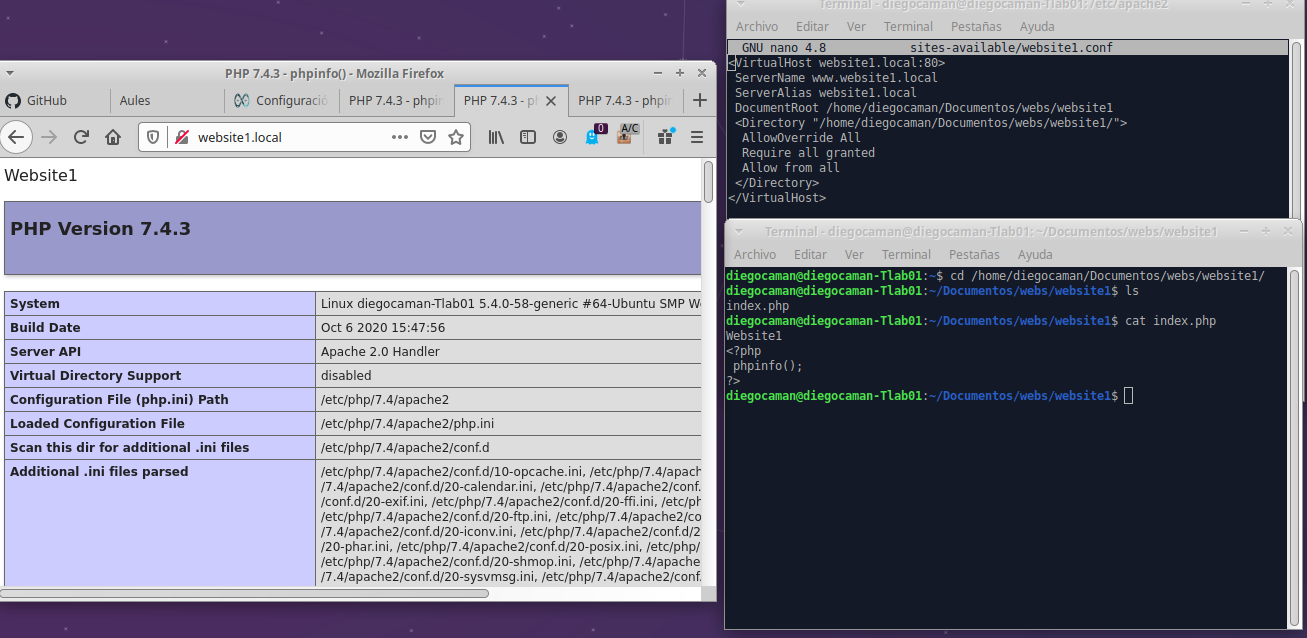 PHP 7.4.3 - phpinfo() - Mozilla Firefox
GitHub
Aules
Configuració
PHP 7.4.3 - phpin
PHP 7.4.3 - ph
PHP 7.4.3 - phpin
website1.local
0
A/C
Website1
PHP Version 7.4.3
System Linux diegocaman-Tlab01 5.4.0-58-generic #64-Ubuntu SMP We
Build Date Oct 6 2020 15:47:56
Server API Apache 2.0 Handler
Virtual Directory Support disabled
Configuration File (php.ini) Path /etc/php/7.4/apache2
Loaded Configuration File /etc/php/7.4/apache2/php.ini
Scan this dir for additional .ini files /etc/php/7.4/apache2/conf.d
Additional .ini files parsed /etc/php/7.4/apache2/conf.d/10-opcache.ini, /etc/php/7.4/apach
/7.4/apache2/conf.d/20-calendar.ini, /etc/php/7.4/apache2/conf.
/conf.d/20-exif.ini, /etc/php/7.4/apache2/conf.d/20-ffi.ini, /etc/ph
/etc/php/7.4/apache2/conf.d/20-ftp.ini, /etc/php/7.4/apache2/co
/7.4/apache2/conf.d/20-iconv.ini, /etc/php/7.4/apache2/conf.d/2
/20-phar.ini, /etc/php/7.4/apache2/conf.d/20-posix.ini, /etc/php/
/etc/php/7.4/apache2/conf.d/20-shmop.ini, /etc/php/7.4/apache
/7.4/apache2/conf.d/20-sysvmsg.ini, /etc/php/7.4/apache2/conf.
Terminal - diegocaman@diegocaman-Tlab01: /etc/apache2
Archivo Editar Ver Terminal Pestañas Ayuda
GNU nano 4.8 sites-available/website1.conf
<VirtualHost website1.local:80>
ServerName www.website1.local
ServerAlias website1.local
DocumentRoot /home/diegocaman/Documentos/webs/website1
<Directory "/home/diegocaman/Documentos/webs/website1/">
AllowOverride All
Require all granted
Allow from all
</Directory>
</VirtualHost>
Terminal - diegocaman@diegocaman-Tlab01: ~/Documentos/webs/website1
Archivo Editar Ver Terminal Pestañas Ayuda
diegocaman@diegocaman-Tlab01:~$ cd /home/diegocaman/Documentos/webs/website1/
diegocaman@diegocaman-Tlab01:~/Documentos/webs/website1$ ls
index.php
diegocaman@diegocaman-Tlab01:~/Documentos/webs/website1$ cat index.php
Website1
<?php
phpinfo();
?>
diegocaman@diegocaman-Tlab01:~/Documentos/webs/website1$